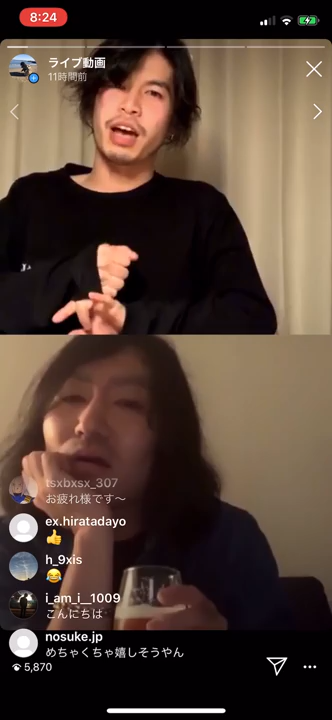 8:24
ライブ動画
11時間前
tsxbxsx_307
お疲れ様です〜
ex.hiratadayo
👍
h_9xis
😂
i_am_i__1009
こんにちは
nosuke.jp
めちゃくちゃ嬉しそうやん
5,870